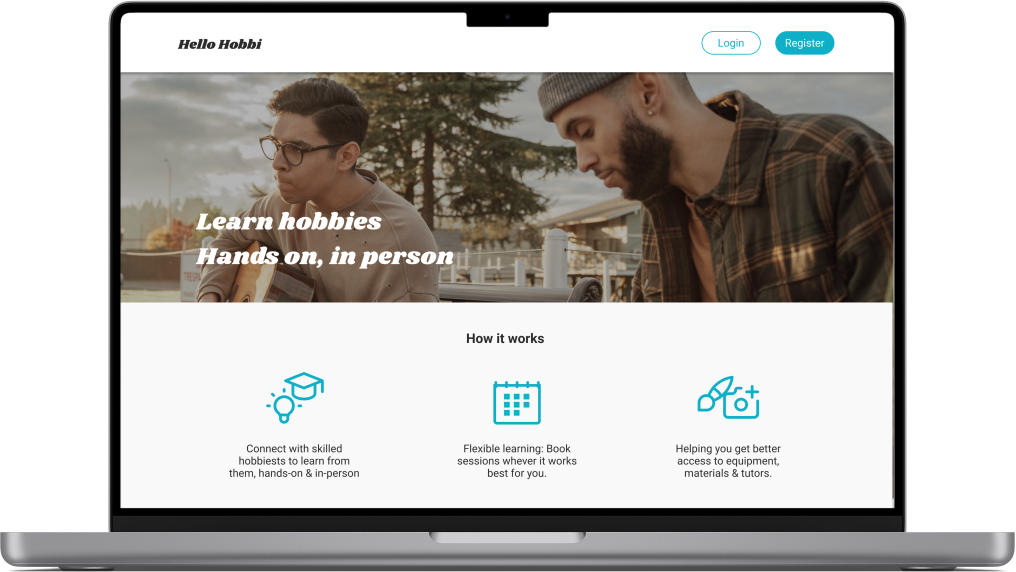 Hello Hobbi
Login
Register
Learn hobbies
Hands on, in person
How it works
Connect with skilled
hobbiests to learn from
them, hands-on & in-person
Flexible learning: Book
sessions whever it works
best for you.
Helping you get better
access to equipment,
materials & tutors.